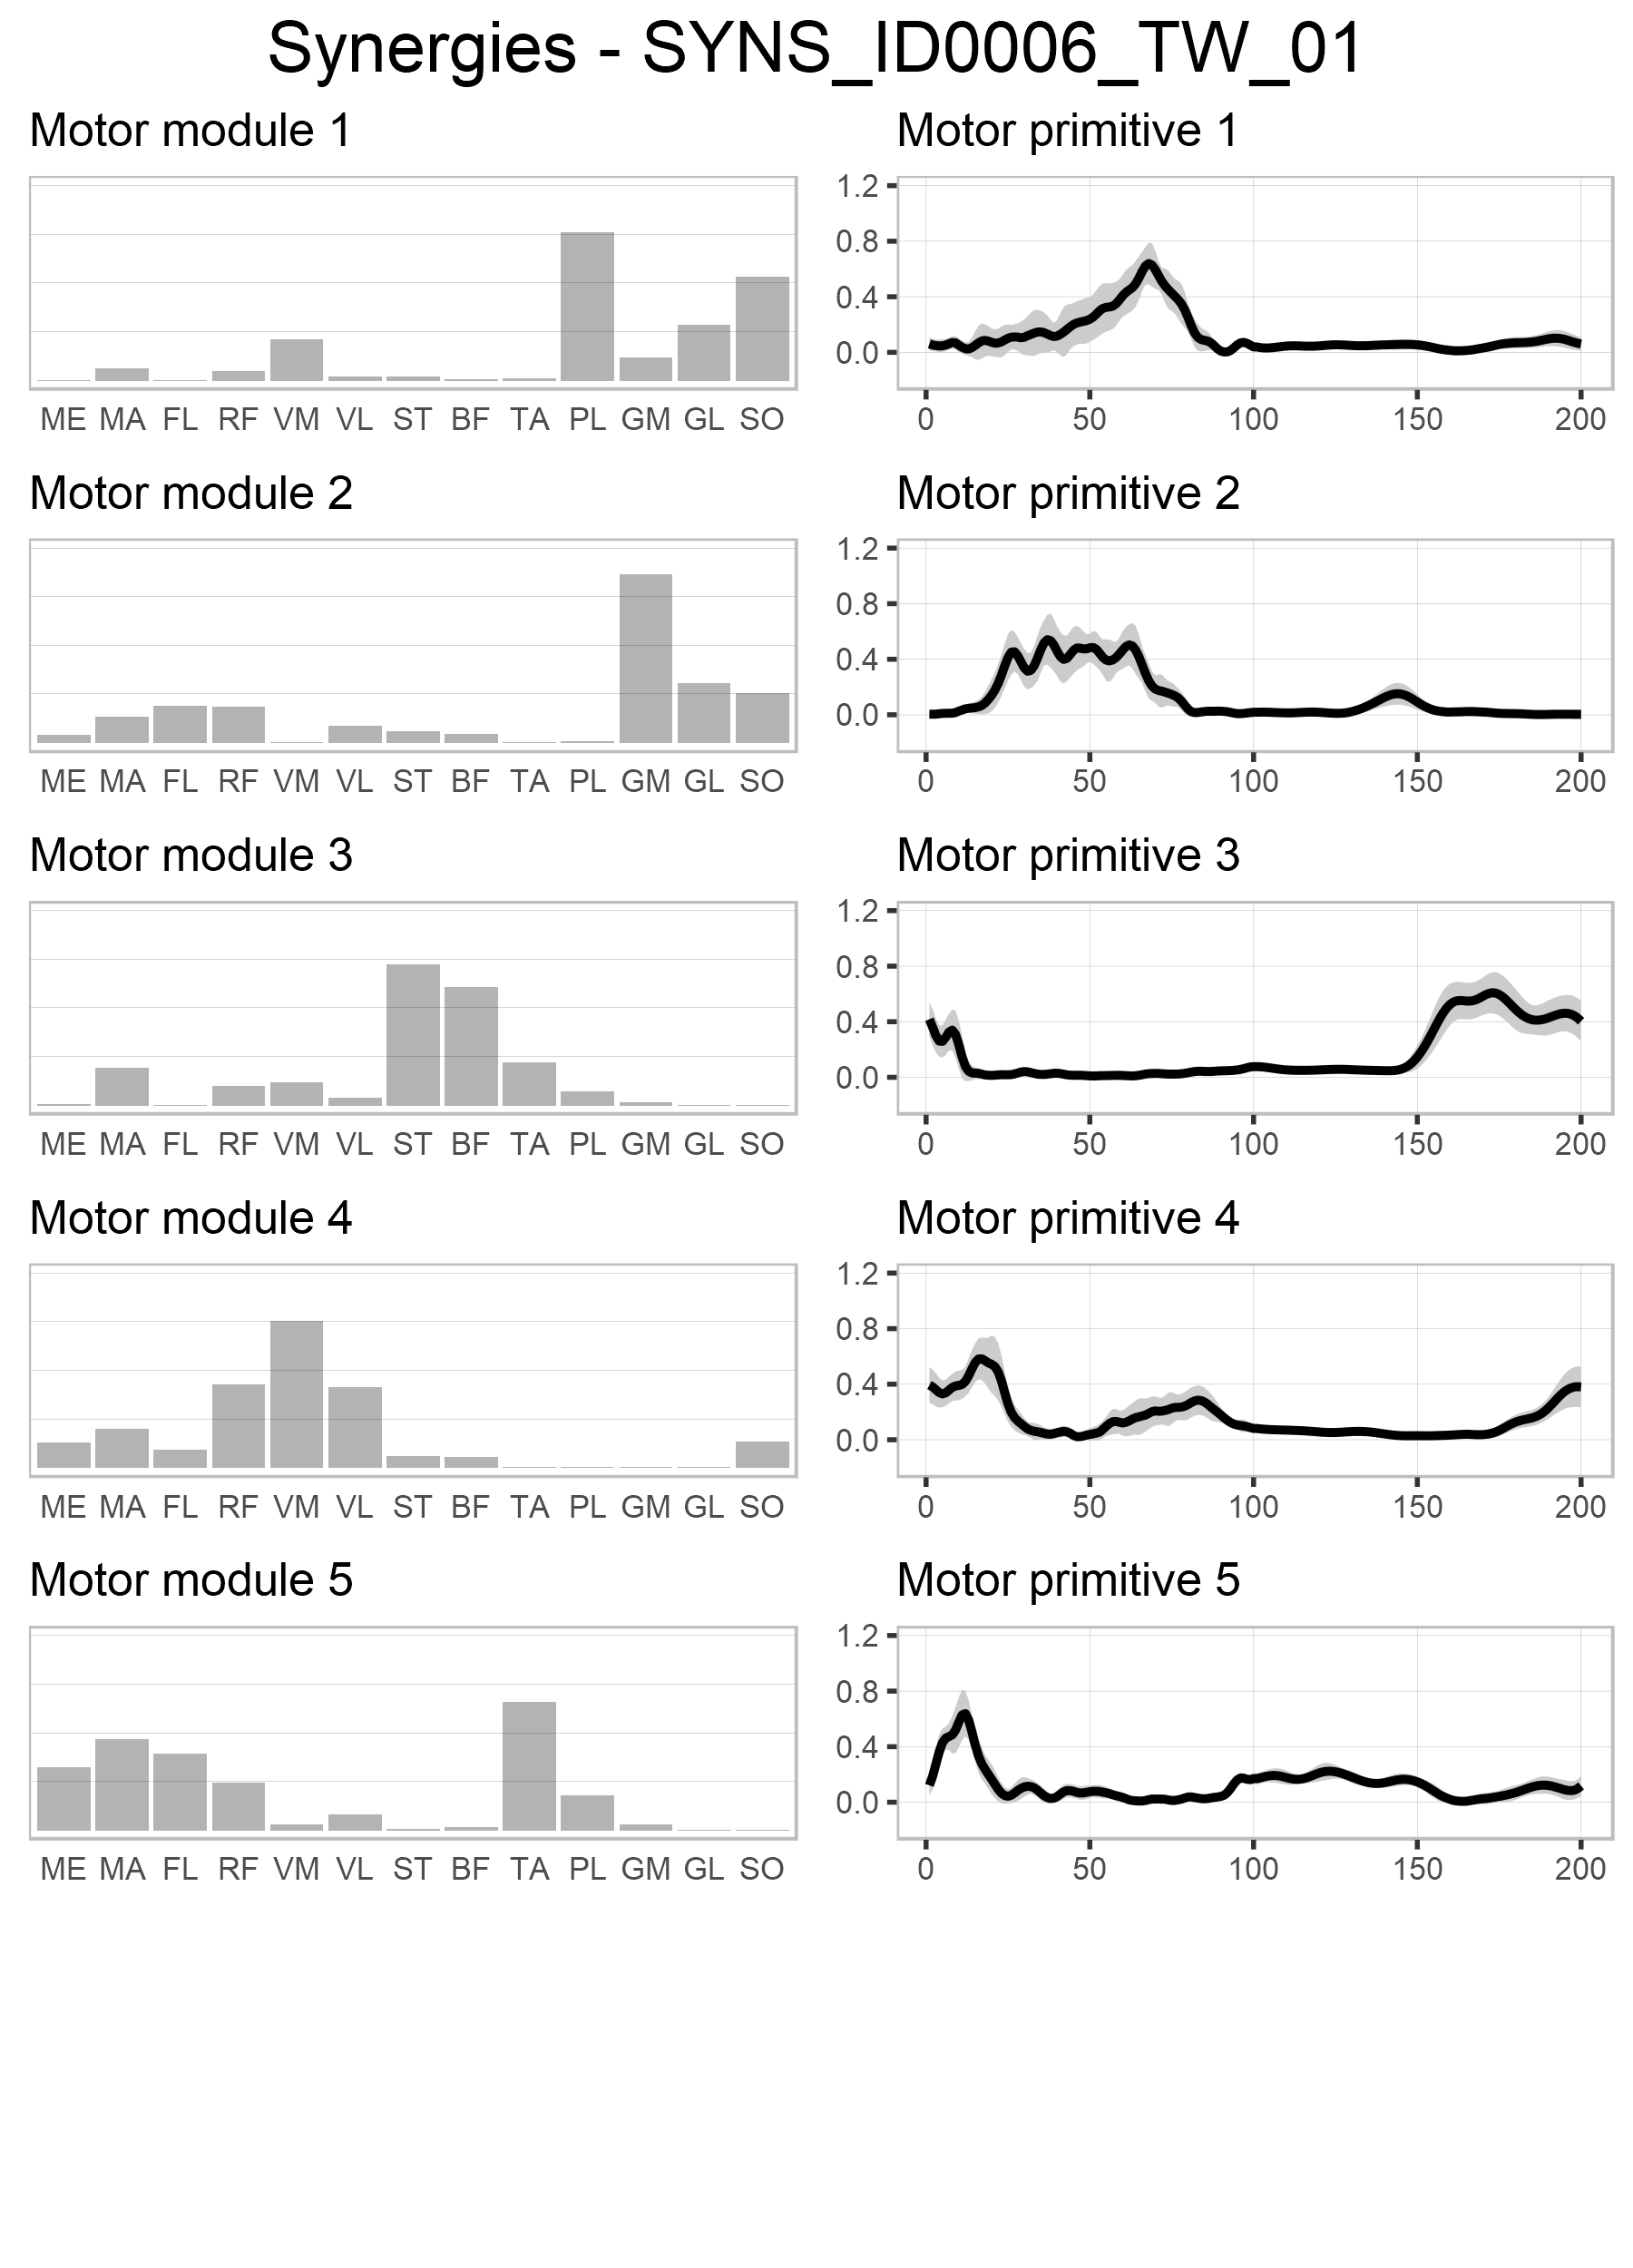 Synergies - SYNS_ID0006_TW_01
Motor module 1
Motor primitive 1
1.2
0.8
0.4
0.0
ME MA FL RF VM VL ST BF TA PL GM GL SO
0 50 100 150 200
Motor module 2
Motor primitive 2
1.2
0.8
0.4
0.0
ME MA FL RF VM VL ST BF TA PL GM GL SO
0 50 100 150 200
Motor module 3
Motor primitive 3
1.2
0.8
0.4
0.0
ME MA FL RF VM VL ST BF TA PL GM GL SO
0 50 100 150 200
Motor module 4
Motor primitive 4
1.2
0.8
0.4
0.0
ME MA FL RF VM VL ST BF TA PL GM GL SO
0 50 100 150 200
Motor module 5
Motor primitive 5
1.2
0.8
0.4
0.0
ME MA FL RF VM VL ST BF TA PL GM GL SO
0 50 100 150 200